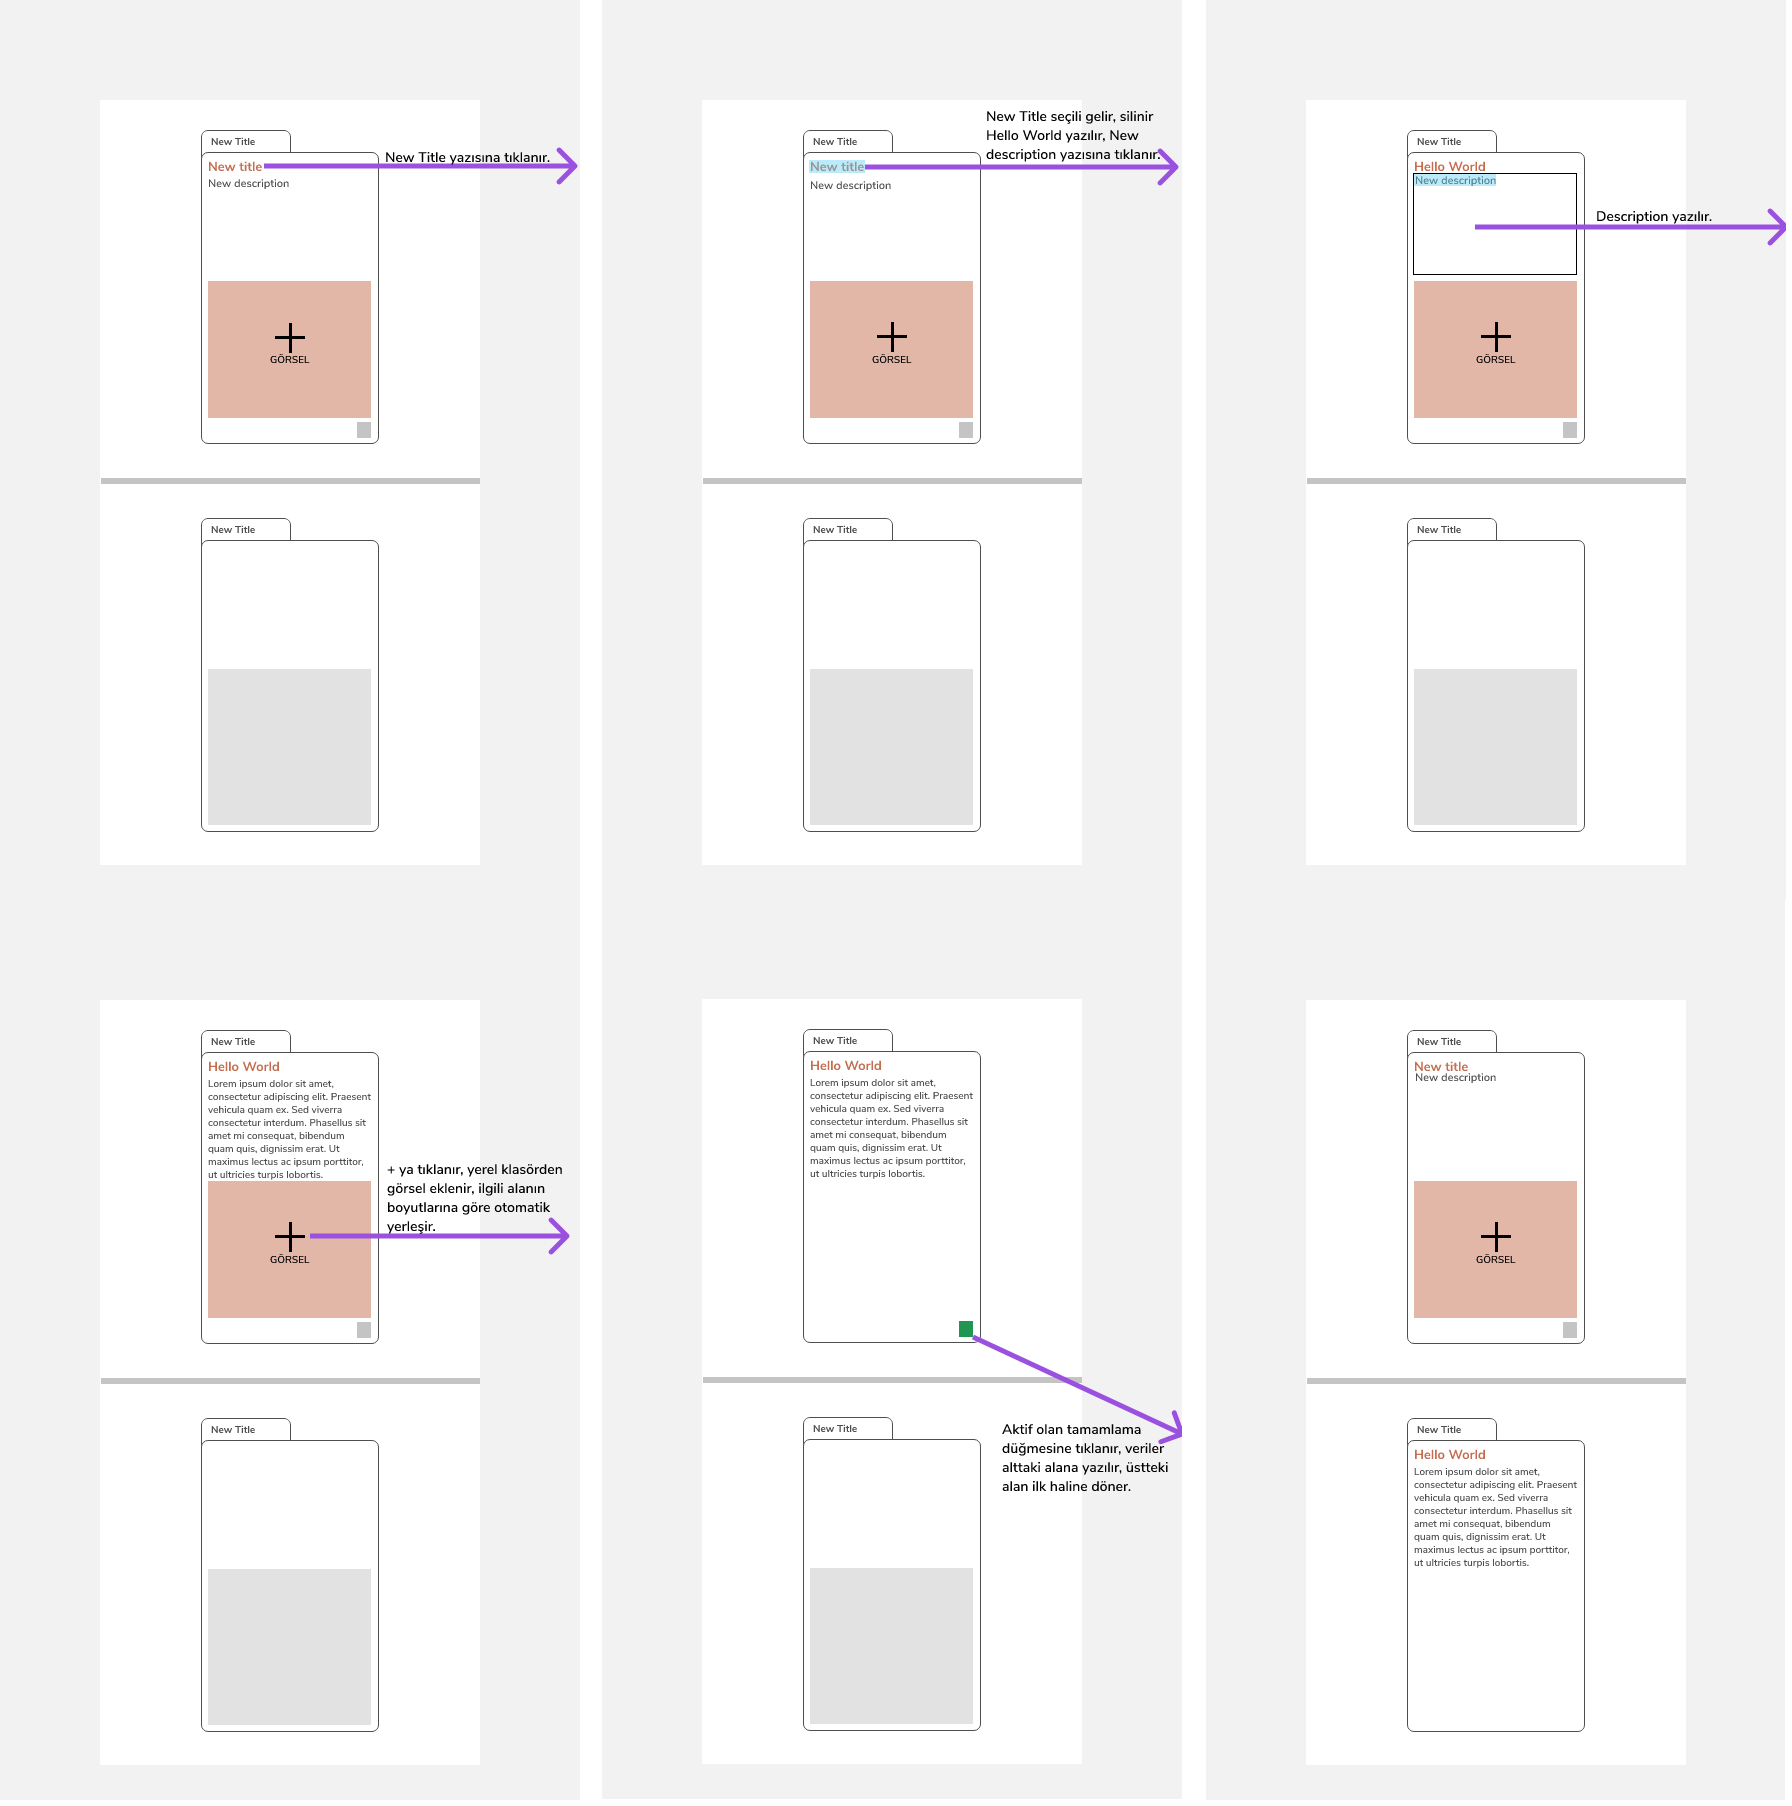 New Title
New title
New description
New Title yazısına tıklanır.
GÖRSEL
New Title
New Title
New title
New description
New Title seçili gelir, silinir
Hello World yazılır, New
description yazısına tıklanır.
GÖRSEL
New Title
New Title
Hello World
New description
Description yazılır.
GÖRSEL
New Title
New Title
Hello World
Lorem ipsum dolor sit amet,
consectetur adipiscing elit. Praesent
vehicula quam ex. Sed viverra
consectetur interdum. Phasellus sit
amet mi consequat, bibendum
quam quis, dignissim erat. Ut
maximus lectus ac ipsum porttitor,
ut ultricies turpis lobortis.
+ ya tıklanır, yerel klasörden
görsel eklenir, ilgili alanın
boyutlarına göre otomatik
yerleşir.
GÖRSEL
New Title
New Title
Hello World
Lorem ipsum dolor sit amet,
consectetur adipiscing elit. Praesent
vehicula quam ex. Sed viverra
consectetur interdum. Phasellus sit
amet mi consequat, bibendum
quam quis, dignissim erat. Ut
maximus lectus ac ipsum porttitor,
ut ultricies turpis lobortis.
New Title
Aktif olan tamamlama
düğmesine tıklanır, veriler
alttaki alana yazılır, üstteki
alan ilk haline döner.
New Title
New title
New description
GÖRSEL
New Title
Hello World
Lorem ipsum dolor sit amet,
consectetur adipiscing elit. Praesent
vehicula quam ex. Sed viverra
consectetur interdum. Phasellus sit
amet mi consequat, bibendum
quam quis, dignissim erat. Ut
maximus lectus ac ipsum porttitor,
ut ultricies turpis lobortis.